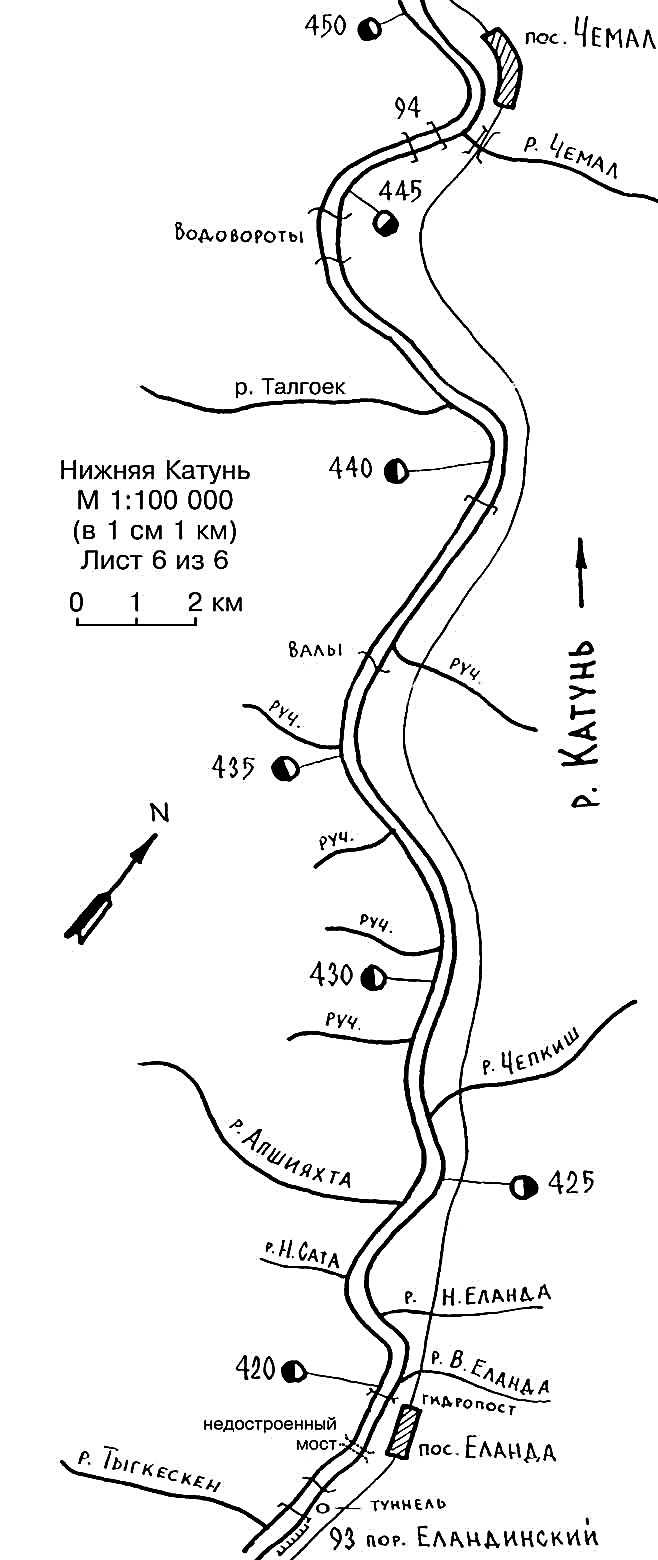 450
пос. ЧЕМАЛ
94
р. ЧЕМАЛ
445
ВОДОВОРОТЫ
р. Талгоек
Нижняя Катунь
М 1:100 000
(в 1 см 1 км)
Лист 6 из 6
0 1 2 км
440
ВАЛЫ
РУЧ.
РУЧ.
435
р. КАТУНЬ
N
РУЧ.
РУЧ.
430
РУЧ.
р. ЧЕПКИШ
р. АПШИЯХТА
425
р. Н. САТА
р. Н. ЕЛАНДА
420
р. В. ЕЛАНДА
ГИДРОПОСТ
недостроенный
мост
пос. ЕЛАНДА
р. ТЫГКЕСКЕН
ТУННЕЛЬ
93 пор. ЕЛАНДИНСКИЙ